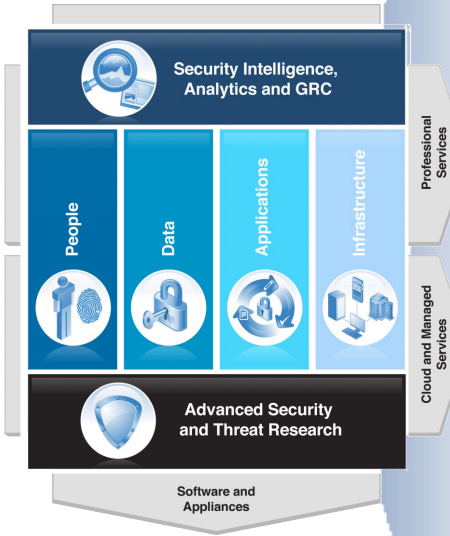 Security Intelligence,
Analytics and GRC
People
Data
Applications
Infrastructure
Professional
Services
Cloud and Managed
Services
Advanced Security
and Threat Research
Software and
Appliances